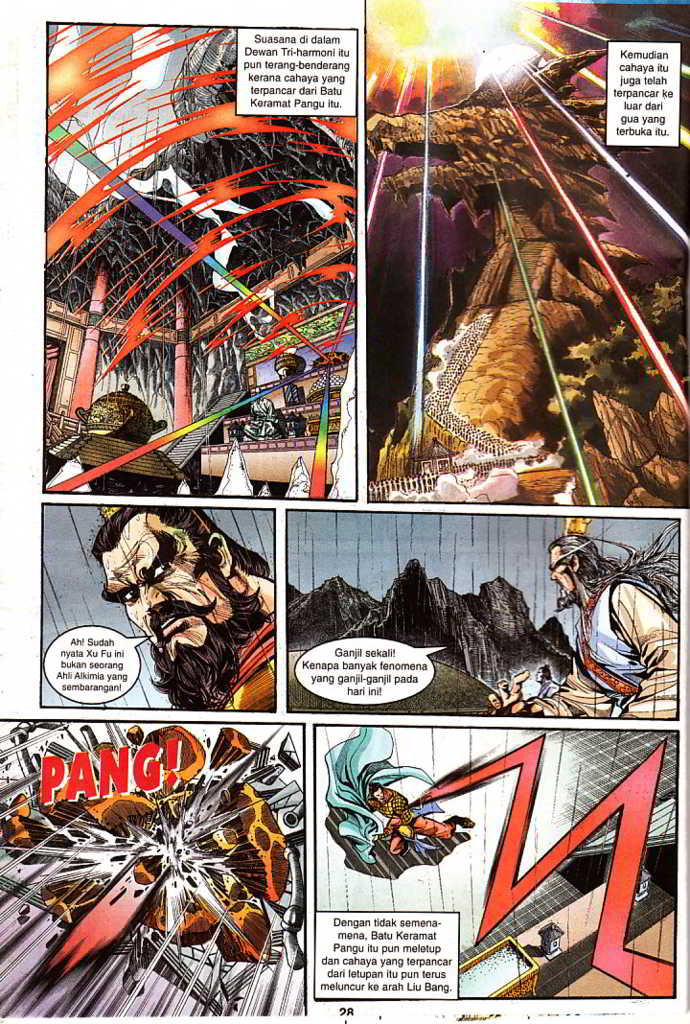 Suasana di dalam
Dewan Tri-harmoni itu
pun terang-benderang
kerana cahaya yang
terpancar dari Batu
Keramat Pangu itu.
Kemudian
cahaya itu
juga telah
terpancar ke
luar dari
gua yang
terbuka itu.
Ah! Sudah
nyata Xu Fu ini
bukan seorang
Ahli Alkimia yang
sembarangan!
Ganjil sekali!
Kenapa banyak fenomena
yang ganjil-ganjil pada
hari ini!
PANG!
Dengan tidak semena-
mena, Batu Keramat
Pangu itu pun meletup
dan cahaya yang terpancar
dari letupan itu pun terus
meluncur ke arah Liu Bang.
28